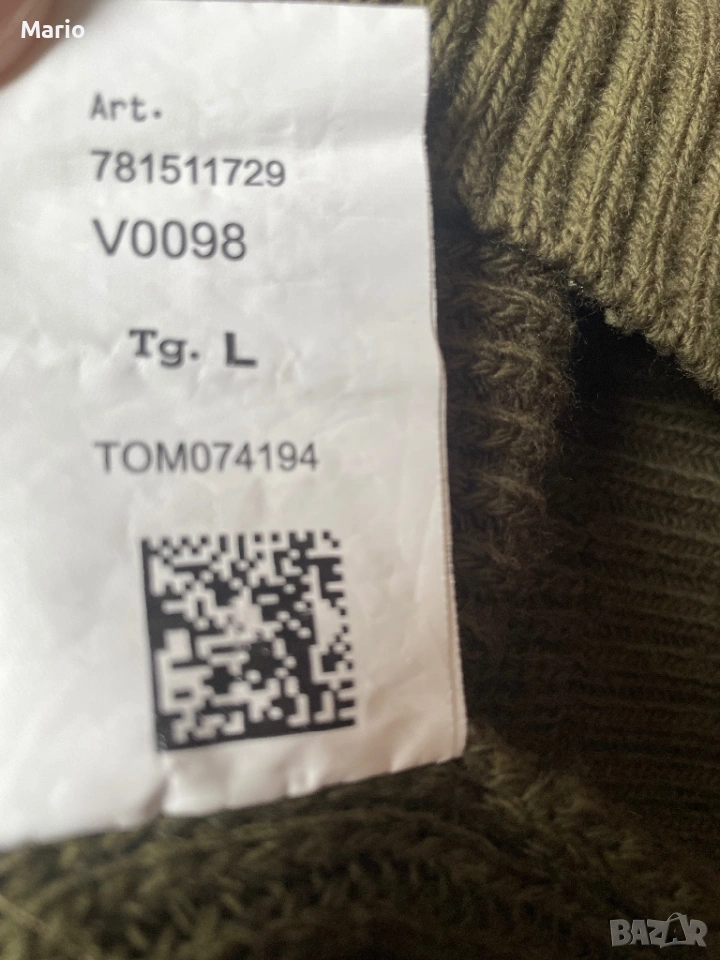 Mario
Art.
781511729
V0098
Tg. L
TOM074194
BAZAR